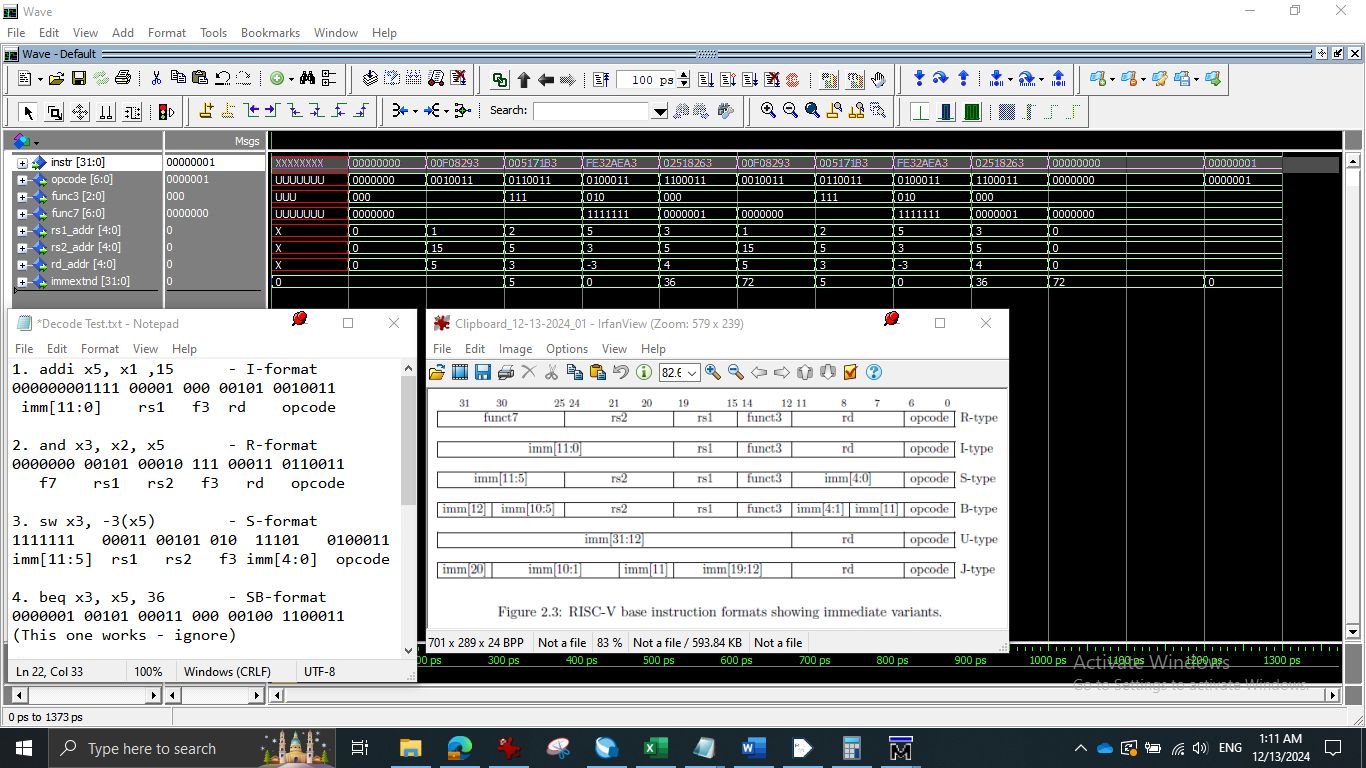 Wave
File Edit View Add Format Tools Bookmarks Window Help
Wave - Default
100 ps
Search:
Msgs
instr [31:0] 00000001 XXXXXXXX 00000000 00F08293 005171B3 FE32AEA3 02518263 00F08293 005171B3 FE32AEA3 02518263 00000000 00000001
opcode [6:0] 0000001 UUUUUUU 0000000 0010011 0110011 0100011 1100011 0010011 0110011 0100011 1100011 0000000 0000001
func3 [2:0] 000 UUU 000 111 010 000 111 010 000
func7 [6:0] 0000000 UUUUUUU 0000000 1111111 0000001 0000000 1111111 0000001 0000000
rs1_addr [4:0] 0 X 0 1 2 5 3 1 2 5 3 0
rs2_addr [4:0] 0 X 0 15 5 3 5 15 5 3 5 0
rd_addr [4:0] 0 X 0 5 3 -3 4 5 3 -3 4 0
immextnd [31:0] 0 0 5 0 36 72 5 0 36 72 0
*Decode Test.txt - Notepad
File Edit Format View Help
1. addi x5, x1 ,15 - I-format
000000001111 00001 000 00101 0010011
imm[11:0] rs1 f3 rd opcode
2. and x3, x2, x5 - R-format
0000000 00101 00010 111 00011 0110011
f7 rs1 rs2 f3 rd opcode
3. sw x3, -3(x5) - S-format
1111111 00011 00101 010 11101 0100011
imm[11:5] rs1 rs2 f3 imm[4:0] opcode
4. beq x3, x5, 36 - SB-format
0000001 00101 00011 000 00100 1100011
(This one works - ignore)
Ln 22, Col 33 100% Windows (CRLF) UTF-8
Clipboard_12-13-2024_01 - IrfanView (Zoom: 579 x 239)
File Edit Image Options View Help
82.6
31 30 25 24 21 20 19 15 14 12 11 8 7 6 0
funct7 rs2 rs1 funct3 rd opcode R-type
imm[11:0] rs1 funct3 rd opcode I-type
imm[11:5] rs2 rs1 funct3 imm[4:0] opcode S-type
imm[12] imm[10:5] rs2 rs1 funct3 imm[4:1] imm[11] opcode B-type
imm[31:12] rd opcode U-type
imm[20] imm[10:1] imm[11] imm[19:12] rd opcode J-type
Figure 2.3: RISC-V base instruction formats showing immediate variants.
701 x 289 x 24 BPP Not a file 83 % Not a file / 593.84 KB Not a file
00 ps 300 ps 400 ps 500 ps 600 ps 700 ps 800 ps 900 ps 1000 ps 1100 ps 1200 ps 1300 ps
Activate Windows
Go to Settings to activate Windows.
0 ps to 1373 ps
Type here to search
ENG
1:11 AM
12/13/2024